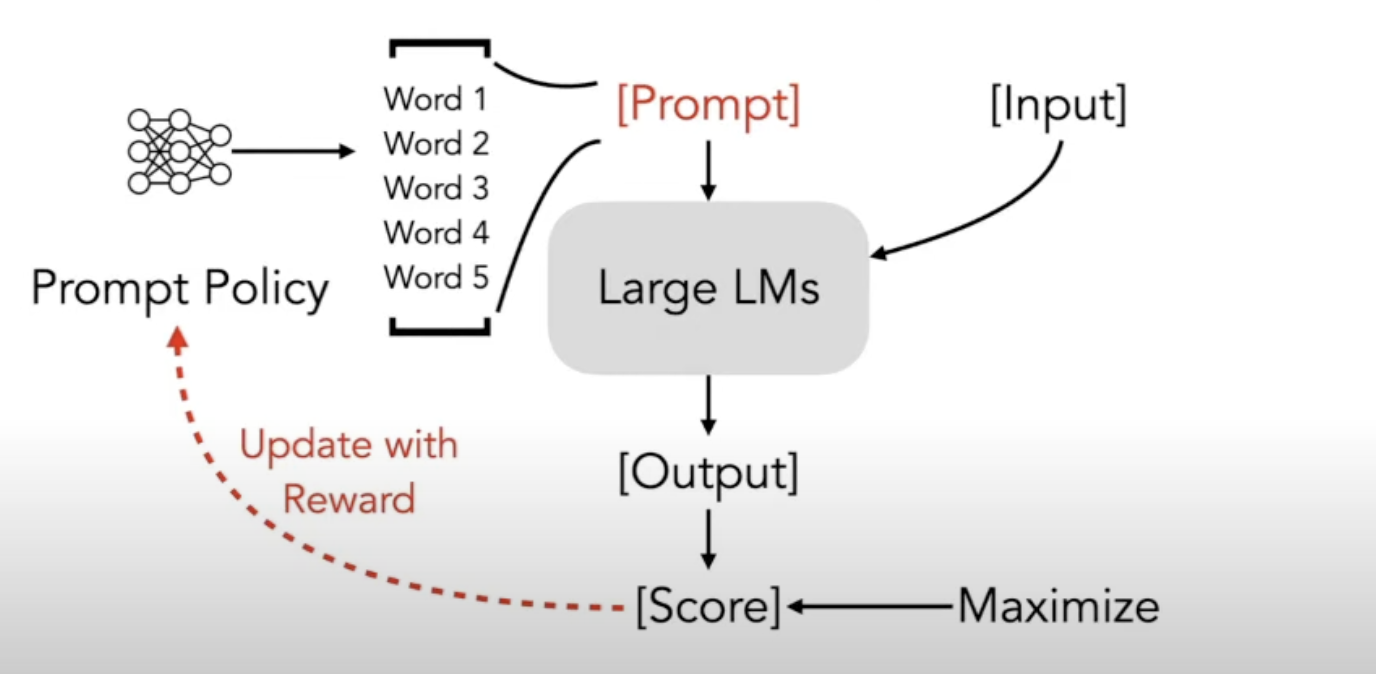 Word 1
Word 2
Word 3
Word 4
Word 5
[Prompt]
[Input]
Prompt Policy
Large LMs
Update with
Reward
[Output]
[Score]
Maximize